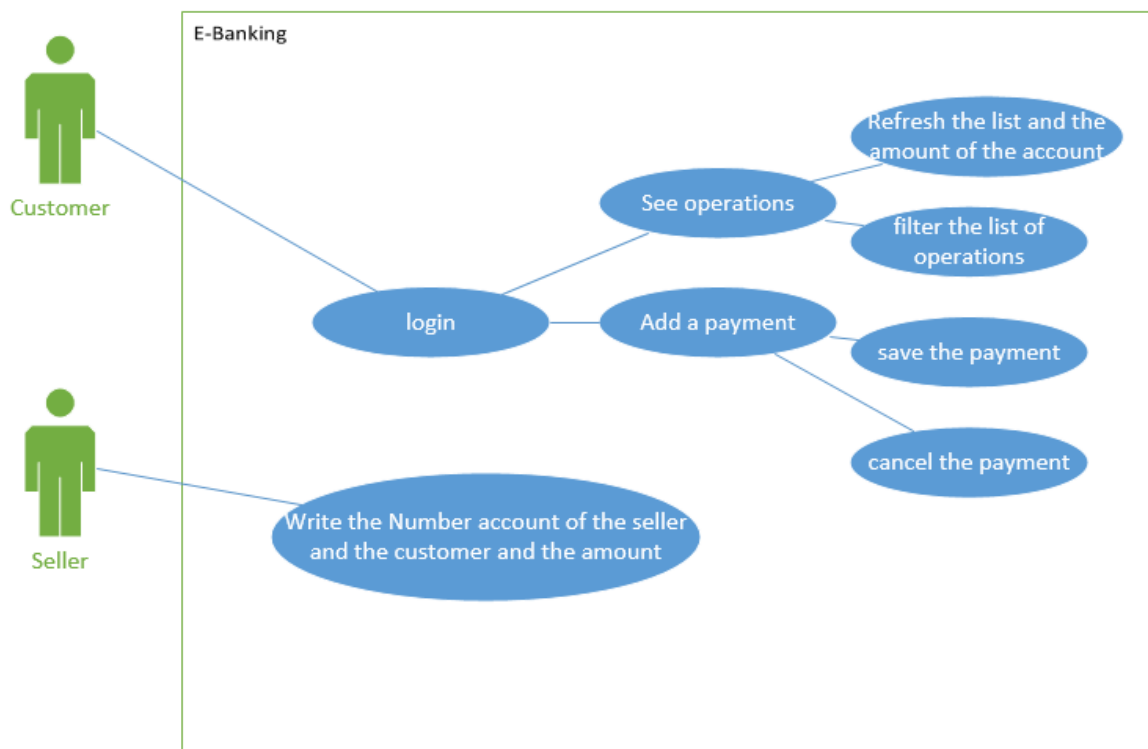 E-Banking
Customer
Refresh the list and the
amount of the account
See operations
filter the list of
operations
login
Add a payment
save the payment
cancel the payment
Seller
Write the Number account of the seller
and the customer and the amount